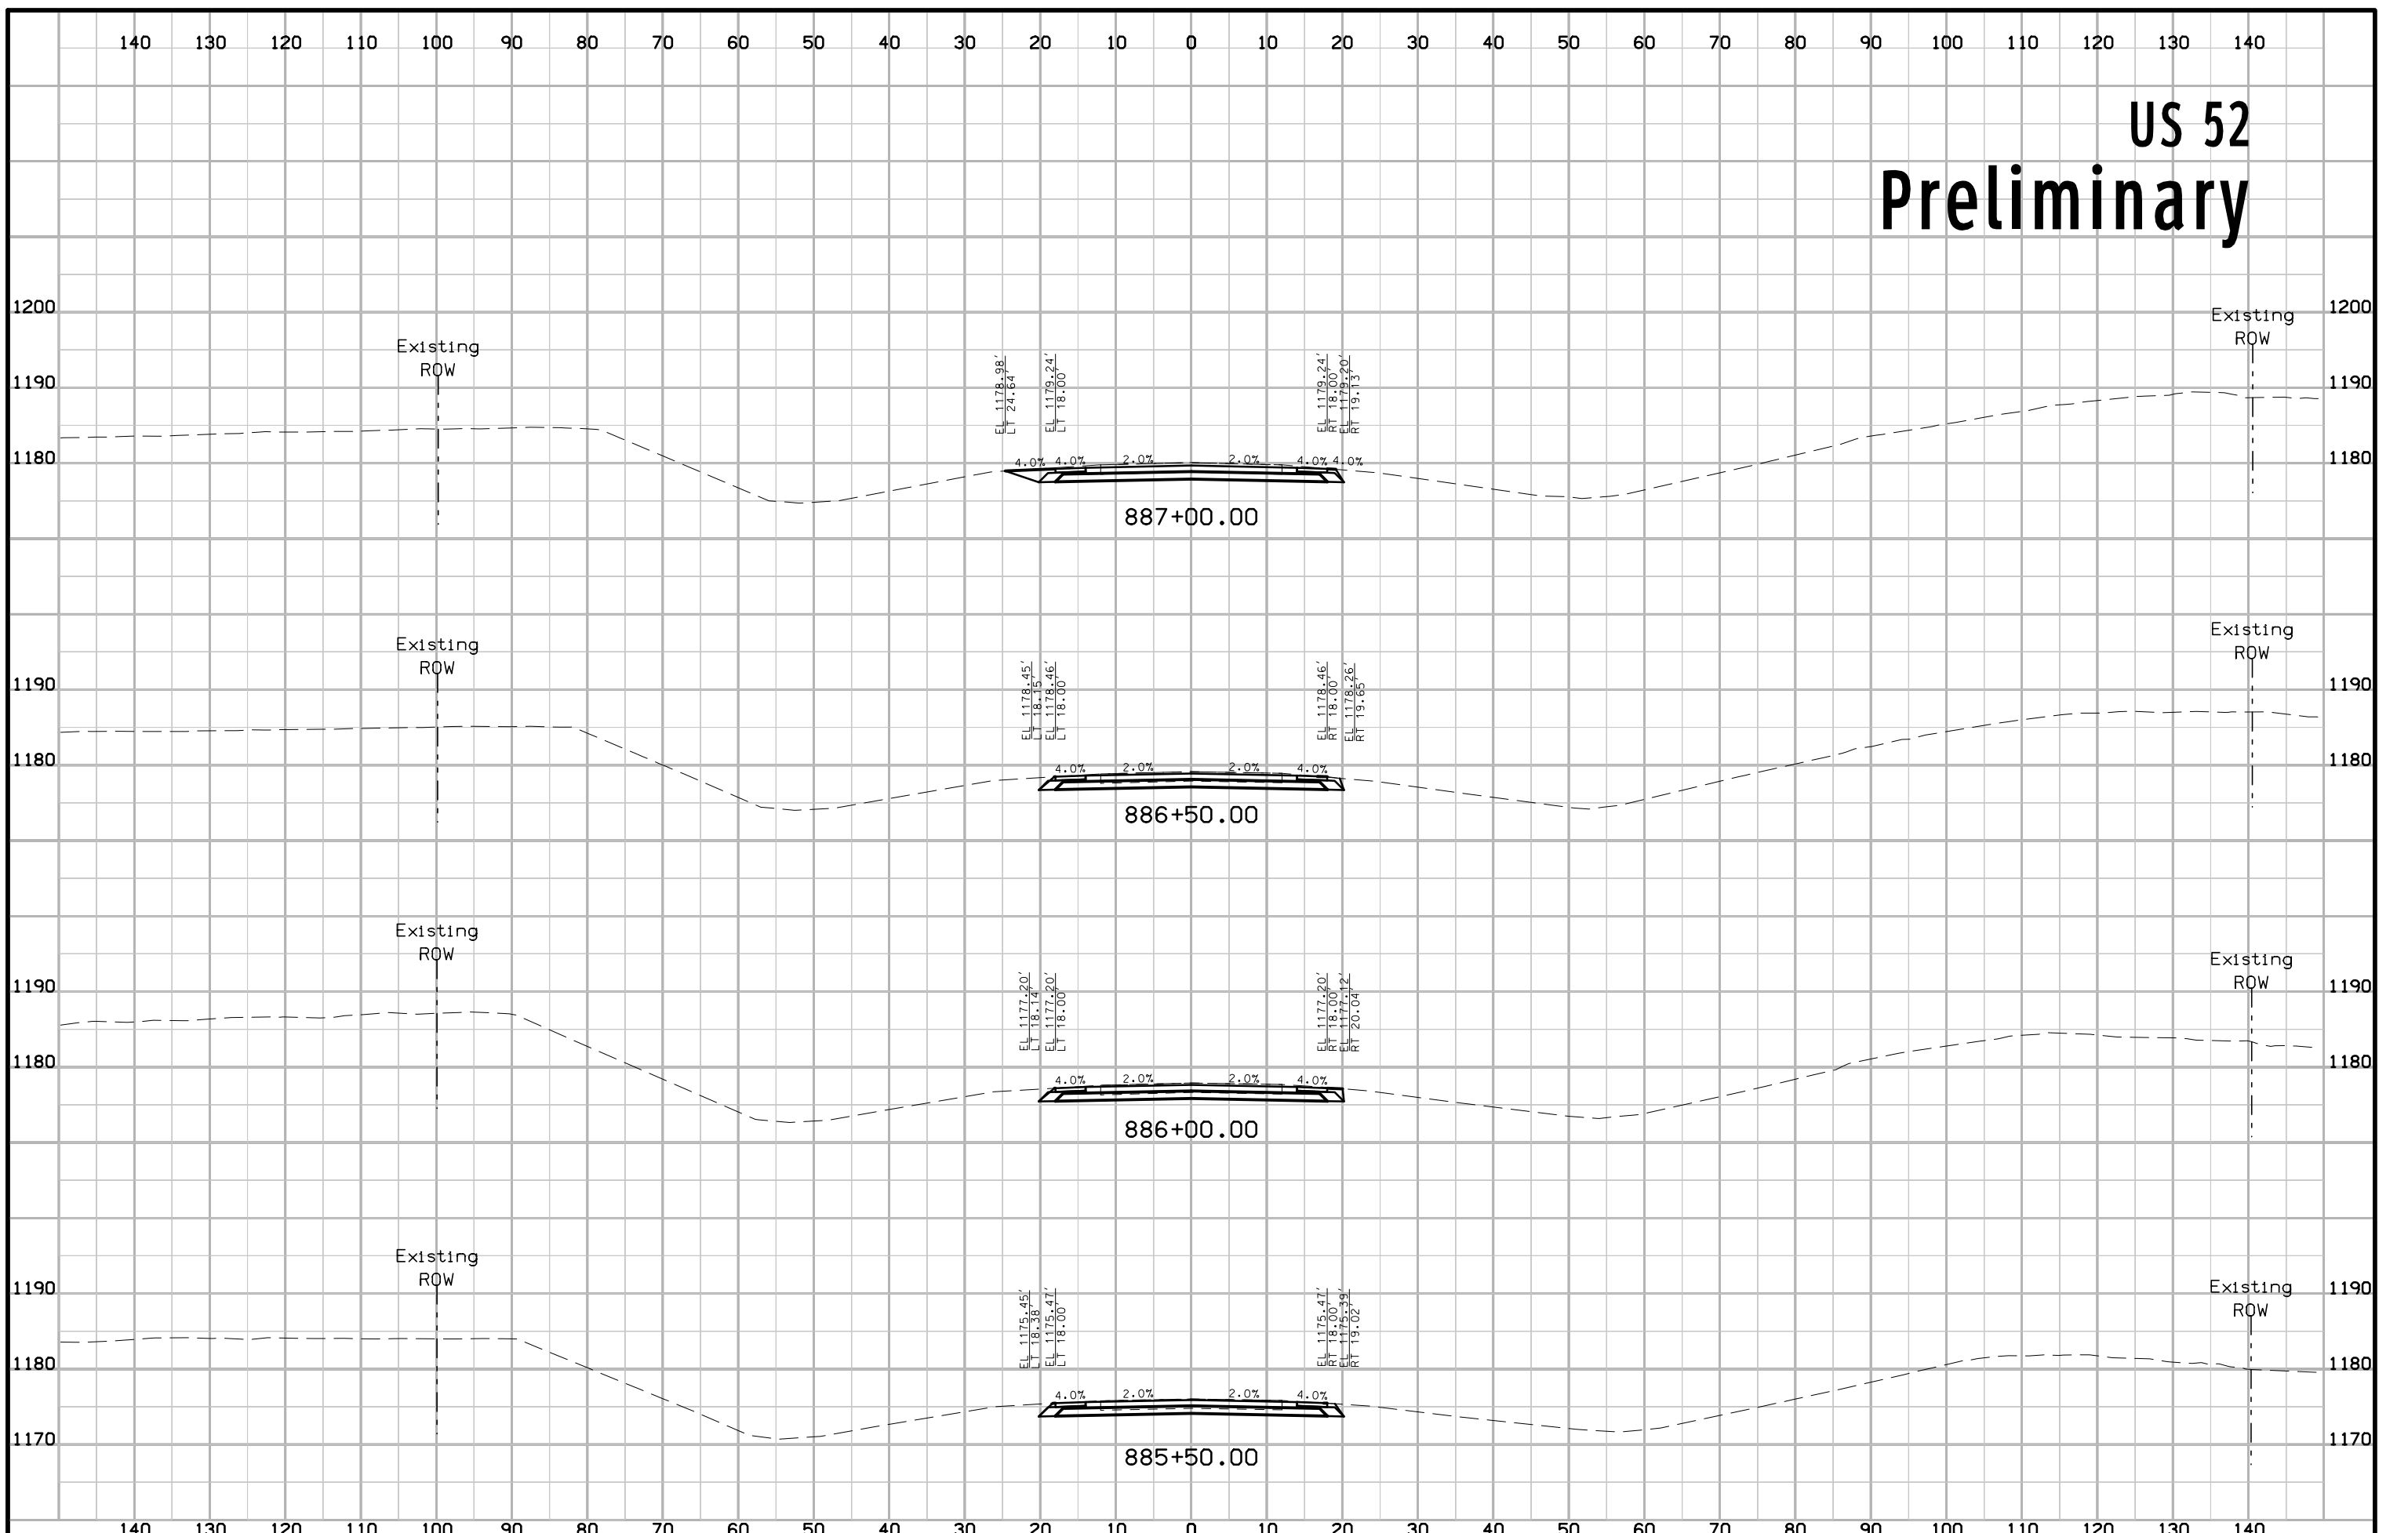 140 130 120 110 100 90 80 70 60 50 40 30 20 10 0 10 20 30 40 50 60 70 80 90 100 110 120 130 140
US 52
Preliminary
1200 1200
Existing
ROW
Existing
ROW
1190 1190
EL 1178.98'
LT 24.64'
EL 1179.24'
LT 18.00'
EL 1179.24'
RT 18.00'
EL 1179.20'
RT 19.13'
1180 1180
4.0% 4.0% 2.0% 2.0% 4.0% 4.0%
887+00.00
Existing
ROW
Existing
ROW
1190 1190
EL 1178.45'
LT 18.15'
EL 1178.46'
LT 18.00'
EL 1178.46'
RT 18.00'
EL 1178.26'
RT 19.65'
1180 1180
4.0% 2.0% 2.0% 4.0%
886+50.00
Existing
ROW
Existing
ROW
1190 1190
EL 1177.20'
LT 18.14'
EL 1177.20'
LT 18.00'
EL 1177.20'
RT 18.00'
EL 1177.12'
RT 20.04'
1180 1180
4.0% 2.0% 2.0% 4.0%
886+00.00
Existing
ROW
Existing
ROW
1190 1190
EL 1175.45'
LT 18.38'
EL 1175.47'
LT 18.00'
EL 1175.47'
RT 18.00'
EL 1175.39'
RT 19.02'
1180 1180
4.0% 2.0% 2.0% 4.0%
1170 1170
885+50.00
140 130 120 110 100 90 80 70 60 50 40 30 20 10 0 10 20 30 40 50 60 70 80 90 100 110 120 130 140